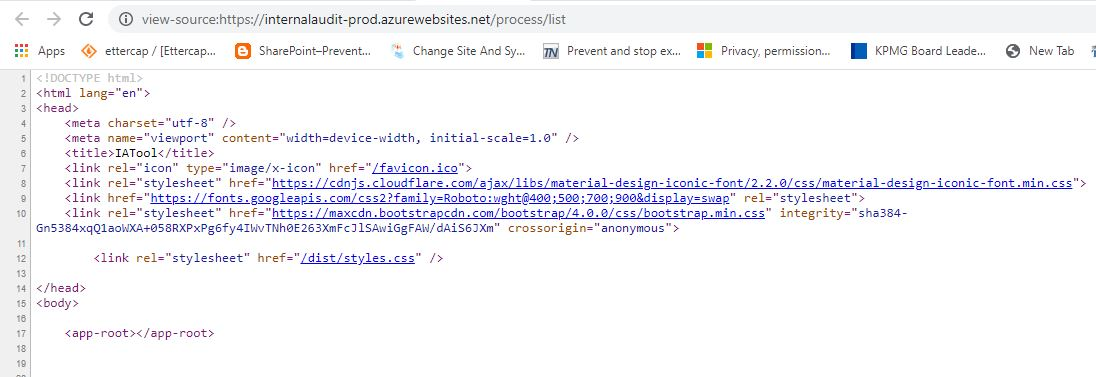 view-source:https://internalaudit-prod.azurewebsites.net/process/list
Apps ettercap / [Ettercap... SharePoint–Prevent... Change Site And Sy... TN Prevent and stop ex... Privacy, permission... KPMG Board Leade... New Tab
1 <!DOCTYPE html>
2 <html lang="en">
3 <head>
4 <meta charset="utf-8" />
5 <meta name="viewport" content="width=device-width, initial-scale=1.0" />
6 <title>IATool</title>
7 <link rel="icon" type="image/x-icon" href="/favicon.ico">
8 <link rel="stylesheet" href="https://cdnjs.cloudflare.com/ajax/libs/material-design-iconic-font/2.2.0/css/material-design-iconic-font.min.css">
9 <link href="https://fonts.googleapis.com/css2?family=Roboto:wght@400;500;700;900&display=swap" rel="stylesheet">
10 <link rel="stylesheet" href="https://maxcdn.bootstrapcdn.com/bootstrap/4.0.0/css/bootstrap.min.css" integrity="sha384-
Gn5384xqQ1aoWXA+058RXPxPg6fy4IWvTNh0E263XmFcJlSAwiGgFAW/dAiS6JXm" crossorigin="anonymous">
11
12 <link rel="stylesheet" href="/dist/styles.css" />
13
14 </head>
15 <body>
16
17 <app-root></app-root>
18
19